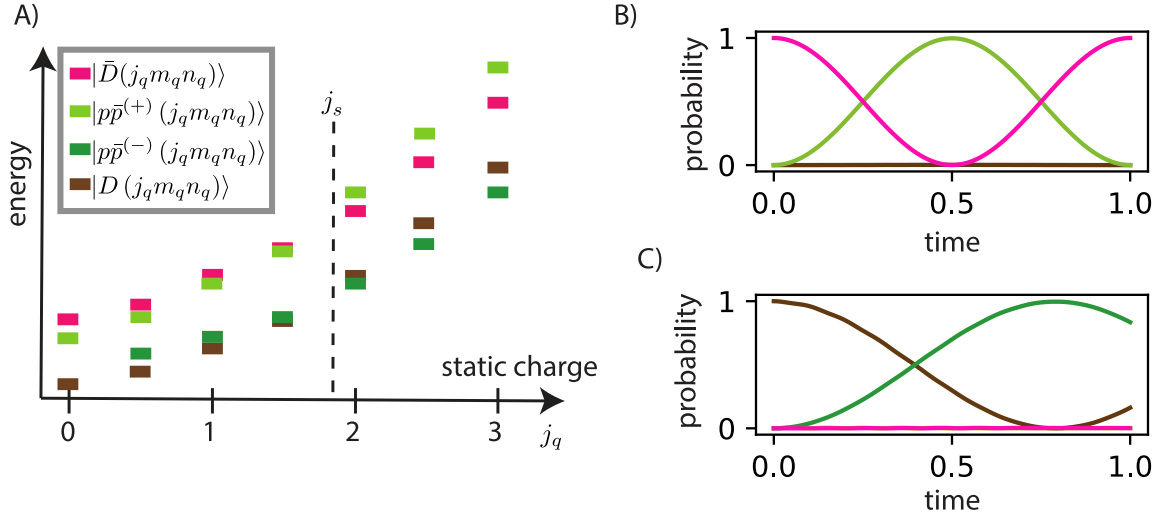 A)
|D̄(j_q m_q n_q)⟩
|pp̄^(+) (j_q m_q n_q)⟩
|pp̄^(-) (j_q m_q n_q)⟩
|D (j_q m_q n_q)⟩
j_s
energy
static charge
0 1 2 3 j_q
B)
probability
1
0
0.0 0.5 1.0
time
C)
probability
1
0
0.0 0.5 1.0
time